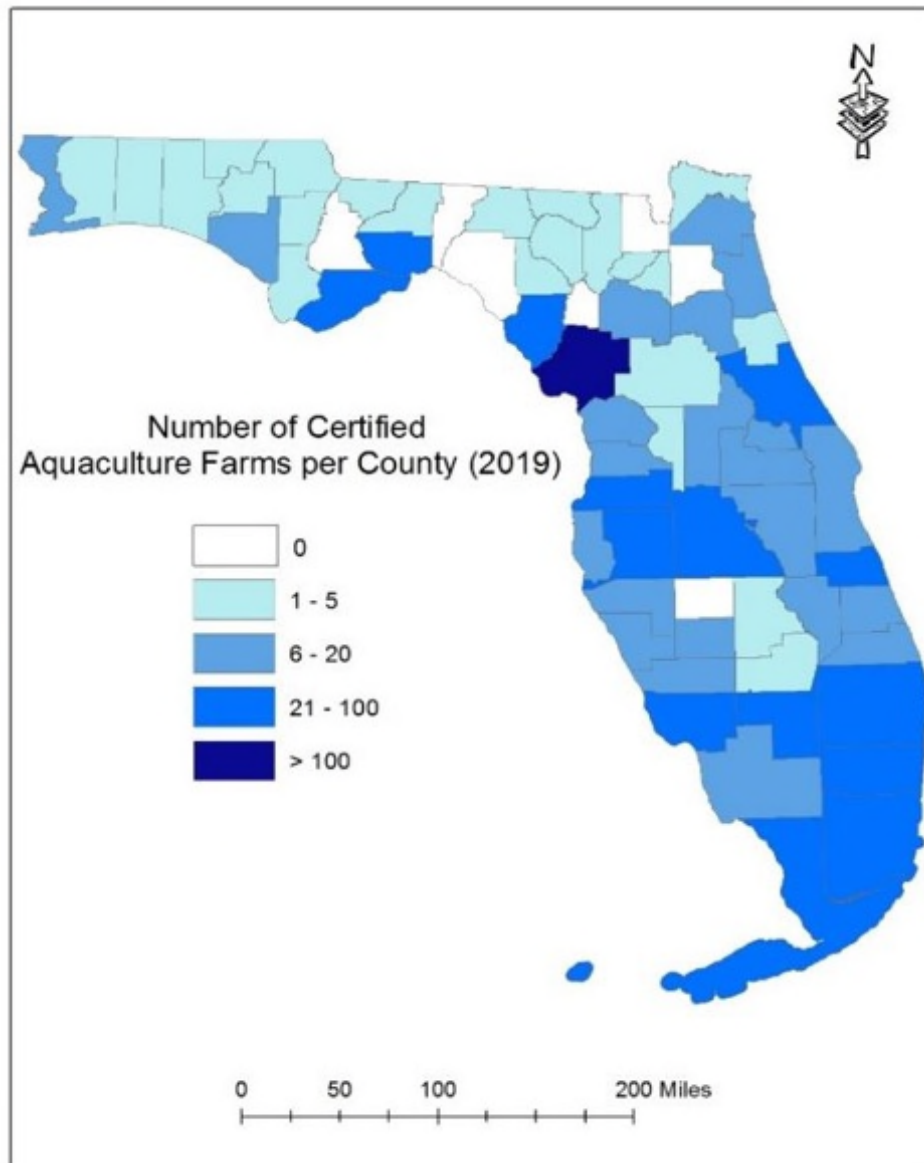 N
Number of Certified
Aquaculture Farms per County (2019)
0
1 - 5
6 - 20
21 - 100
> 100
0 50 100 200 Miles